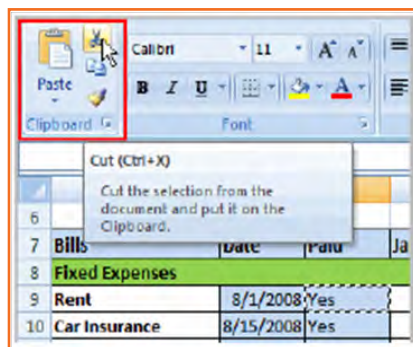 Calibri 11 A A
Paste B I U A
Clipboard Font
Cut (Ctrl+X)
Cut the selection from the
document and put it on the
Clipboard.
6
7 Bills Date Paid Ja
8 Fixed Expenses
9 Rent 8/1/2008 Yes
10 Car Insurance 8/15/2008 Yes